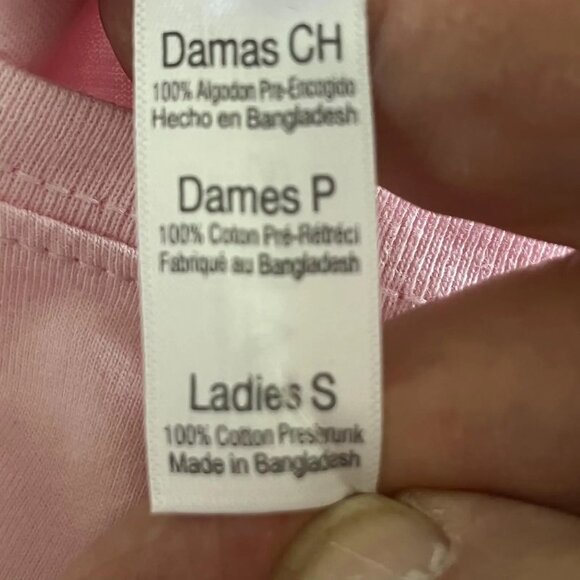 Damas CH
100% Algodon Pre-Encogido
Hecho en Bangladesh
Dames P
100% Coton Pré-Rétréci
Fabriqué au Bangladesh
Ladies S
100% Cotton Preshrunk
Made in Bangladesh